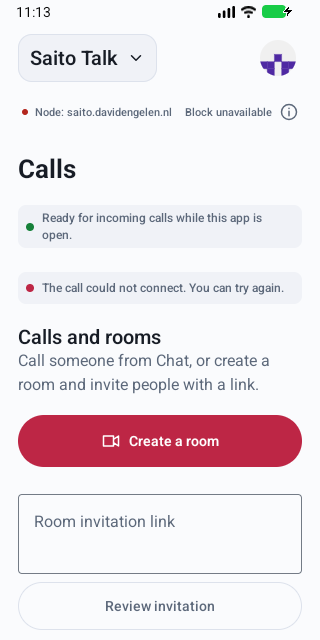 11:13
Saito Talk
Node: saito.davidengelen.nl Block unavailable
Calls
Ready for incoming calls while this app is
open.
The call could not connect. You can try again.
Calls and rooms
Call someone from Chat, or create a
room and invite people with a link.
Create a room
Room invitation link
Review invitation